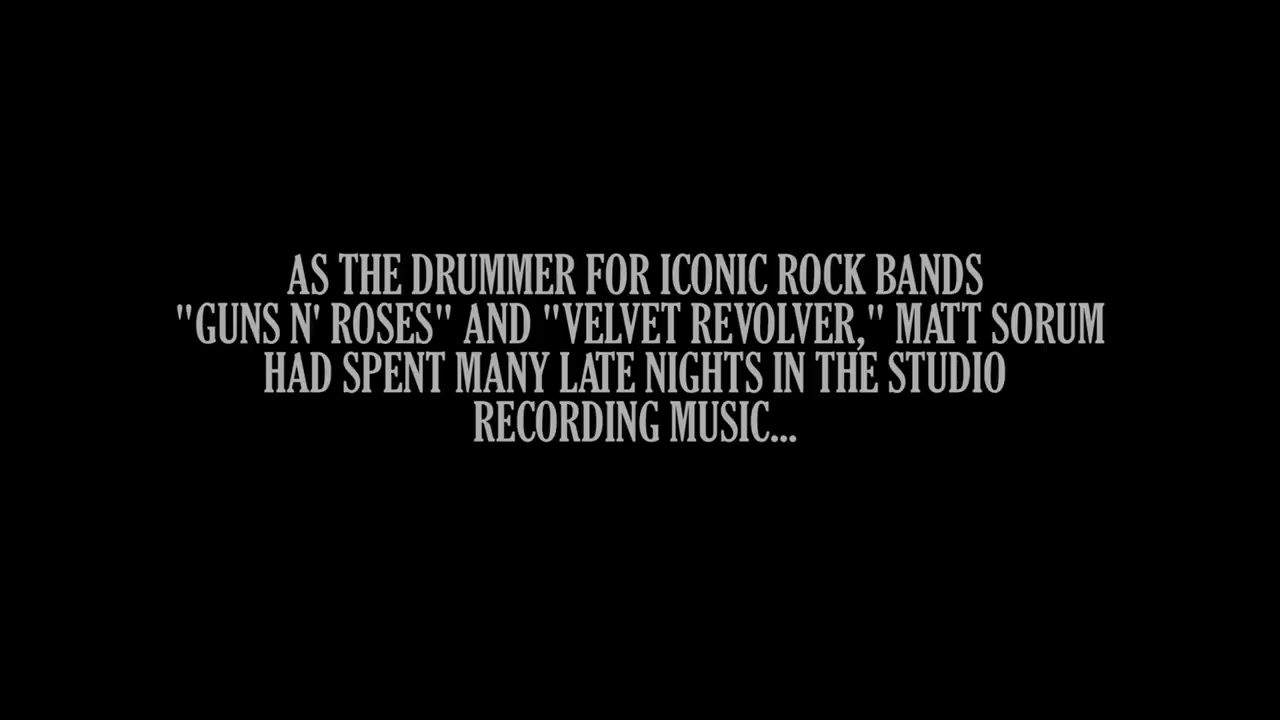 AS THE DRUMMER FOR ICONIC ROCK BANDS
"GUNS N' ROSES" AND "VELVET REVOLVER," MATT SORUM
HAD SPENT MANY LATE NIGHTS IN THE STUDIO
RECORDING MUSIC...